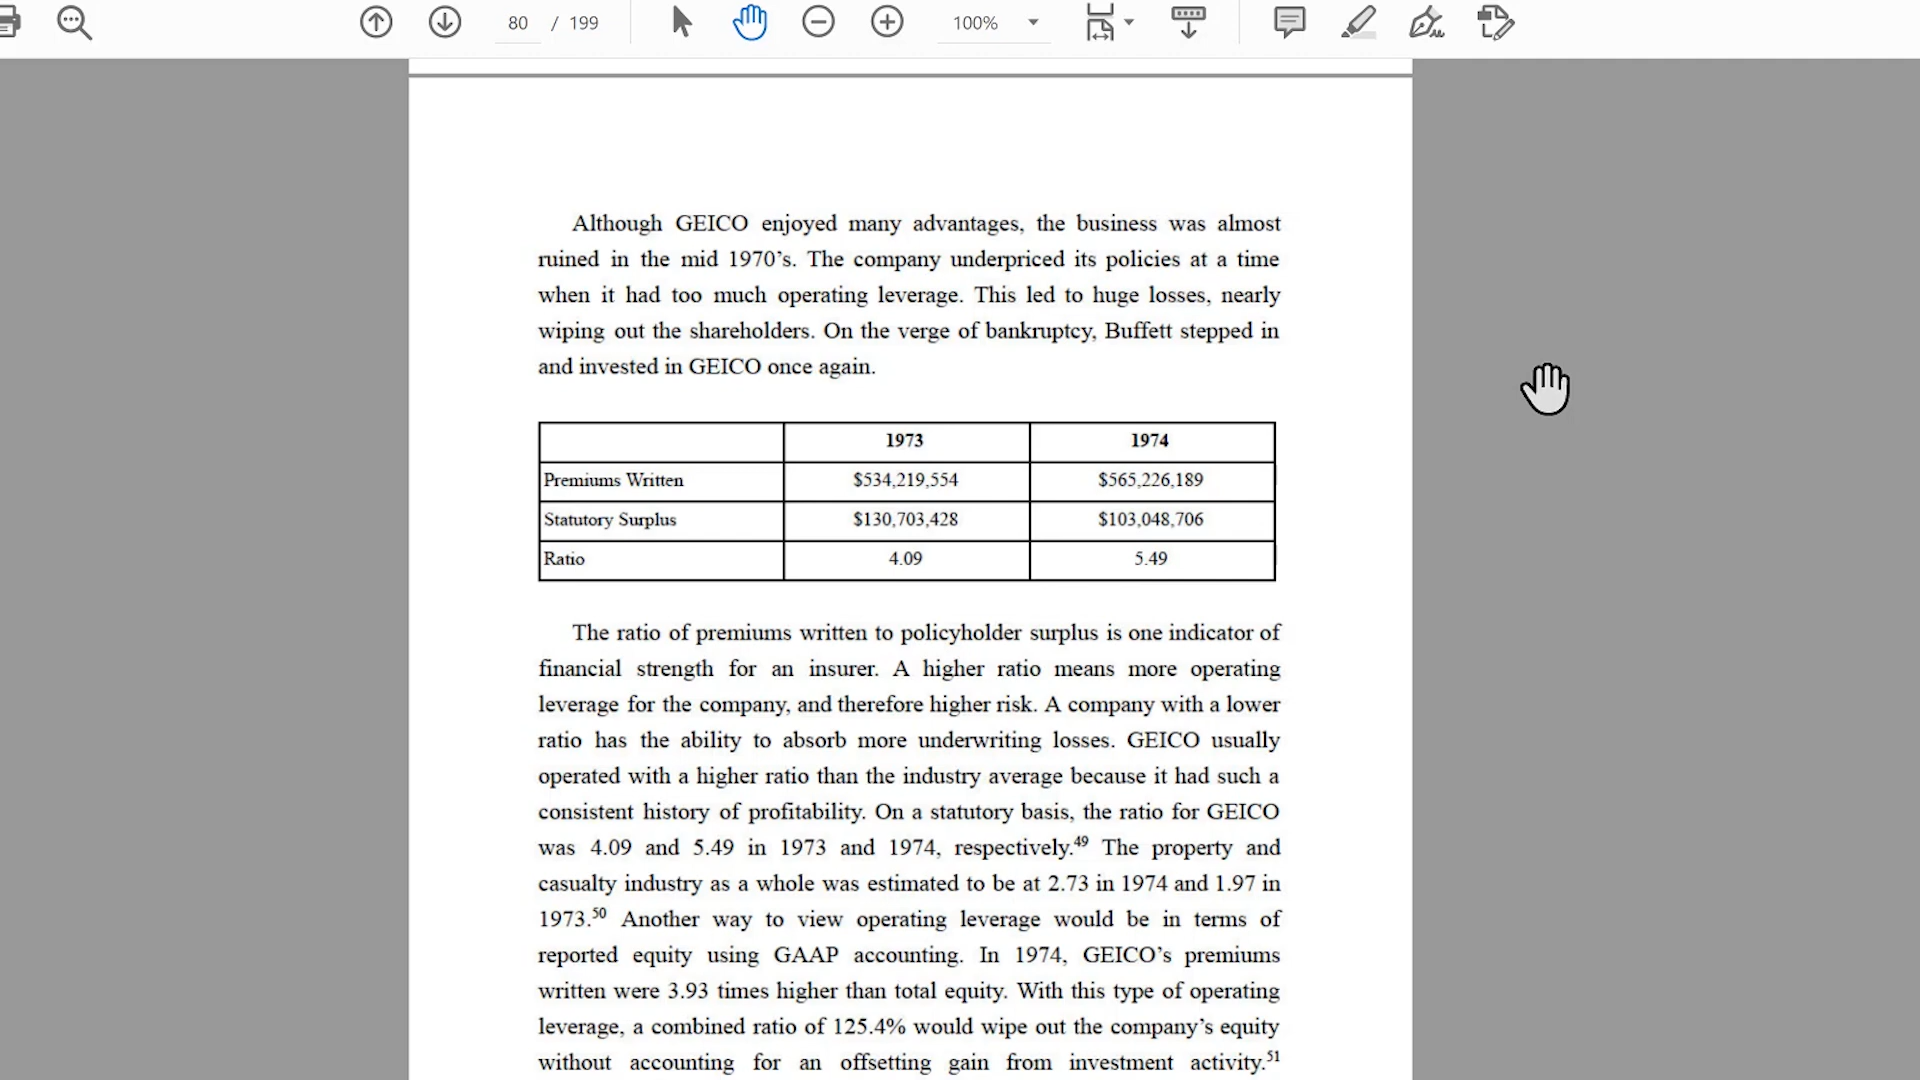 80 / 199 100%
Although GEICO enjoyed many advantages, the business was almost
ruined in the mid 1970’s. The company underpriced its policies at a time
when it had too much operating leverage. This led to huge losses, nearly
wiping out the shareholders. On the verge of bankruptcy, Buffett stepped in
and invested in GEICO once again.
1973 1974
Premiums Written $534,219,554 $565,226,189
Statutory Surplus $130,703,428 $103,048,706
Ratio 4.09 5.49
The ratio of premiums written to policyholder surplus is one indicator of
financial strength for an insurer. A higher ratio means more operating
leverage for the company, and therefore higher risk. A company with a lower
ratio has the ability to absorb more underwriting losses. GEICO usually
operated with a higher ratio than the industry average because it had such a
consistent history of profitability. On a statutory basis, the ratio for GEICO
was 4.09 and 5.49 in 1973 and 1974, respectively.49 The property and
casualty industry as a whole was estimated to be at 2.73 in 1974 and 1.97 in
1973.50 Another way to view operating leverage would be in terms of
reported equity using GAAP accounting. In 1974, GEICO’s premiums
written were 3.93 times higher than total equity. With this type of operating
leverage, a combined ratio of 125.4% would wipe out the company’s equity
without accounting for an offsetting gain from investment activity.51